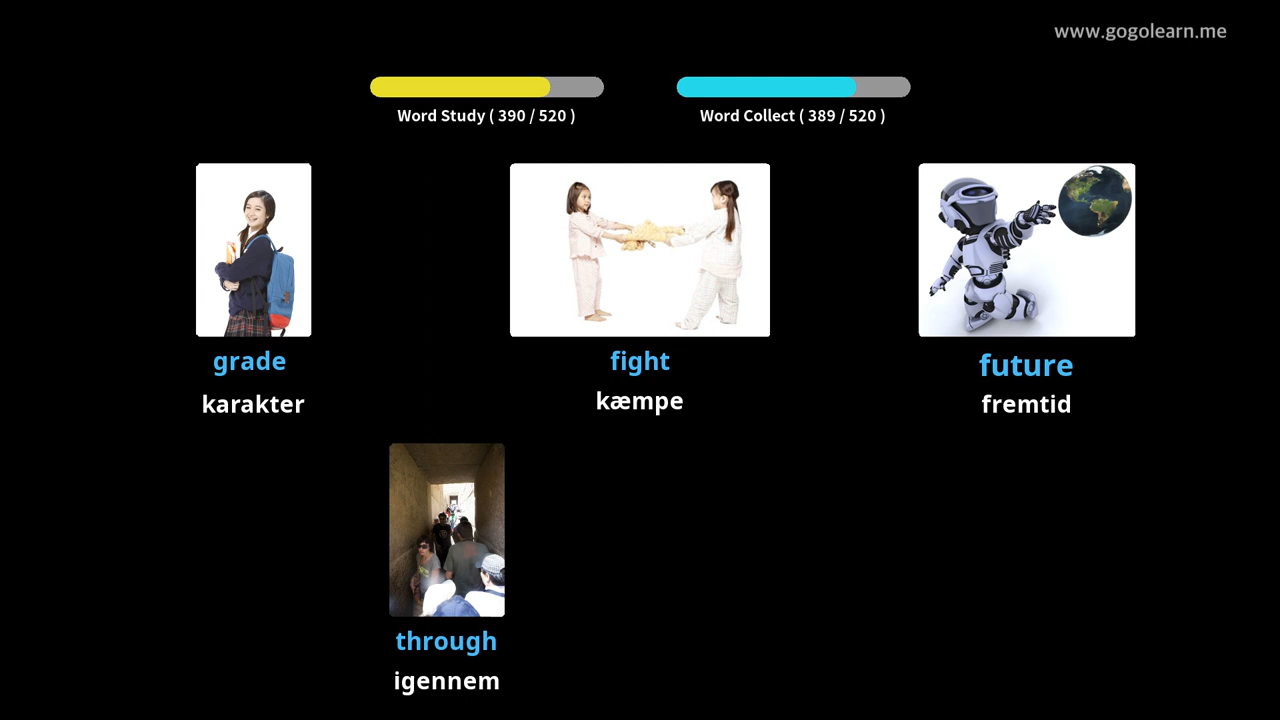 www.gogolearn.me
Word Study ( 390 / 520 )
Word Collect ( 389 / 520 )
grade
karakter
fight
kæmpe
future
fremtid
through
igennem